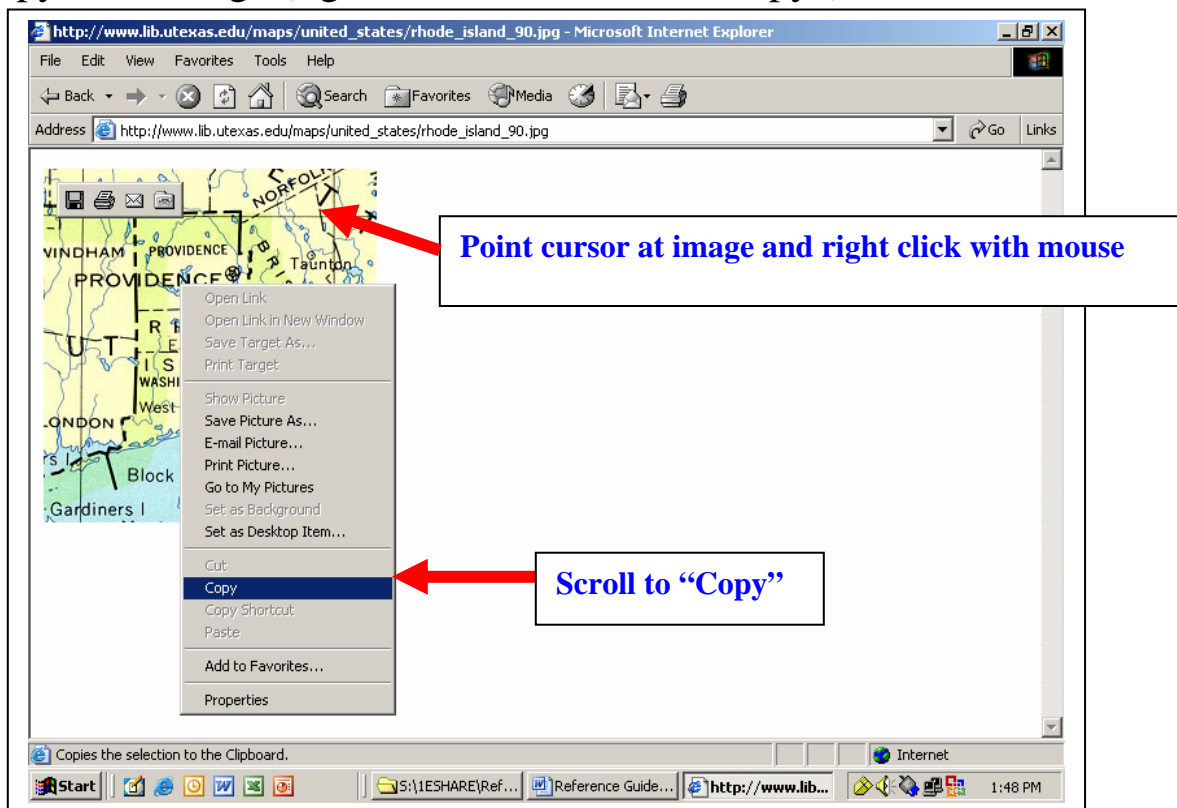 http://www.lib.utexas.edu/maps/united_states/rhode_island_90.jpg - Microsoft Internet Explorer
File Edit View Favorites Tools Help
Back Search Favorites Media
Address http://www.lib.utexas.edu/maps/united_states/rhode_island_90.jpg Go Links
NORFOL
Point cursor at image and right click with mouse
VINDHAM PROVIDENCE
Taunton
PROVIDENCE
Open Link
Open Link in New Window
R
Save Target As...
U T E
I S
Print Target
WASHI
Show Picture
West
Save Picture As...
LONDON
E-mail Picture...
rs I
Print Picture...
Block
Go to My Pictures
Gardiners I
Set as Background
Set as Desktop Item...
Cut
Scroll to “Copy”
Copy
Copy Shortcut
Paste
Add to Favorites...
Properties
Copies the selection to the Clipboard. Internet
Start S:\1ESHARE\Ref... Reference Guide... http://www.lib... 1:48 PM